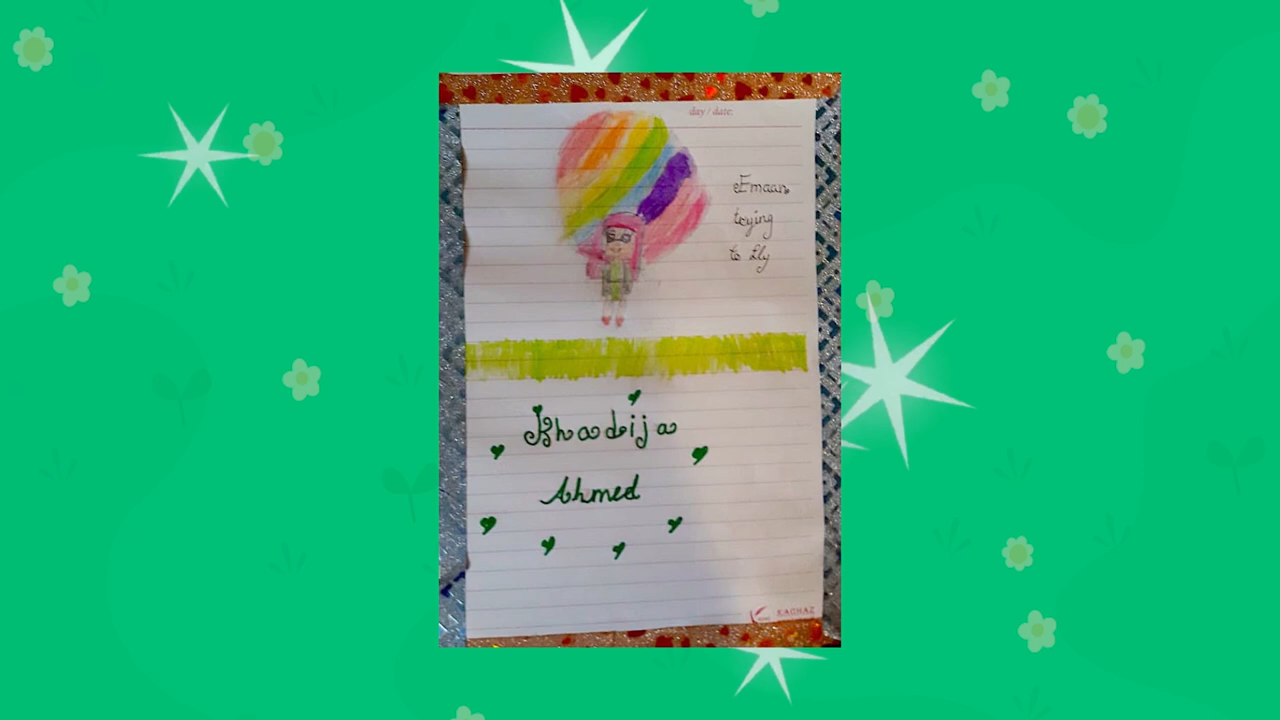 day / date:
Emaan
trying
to fly
Khadija
Ahmed
KAGHAZ